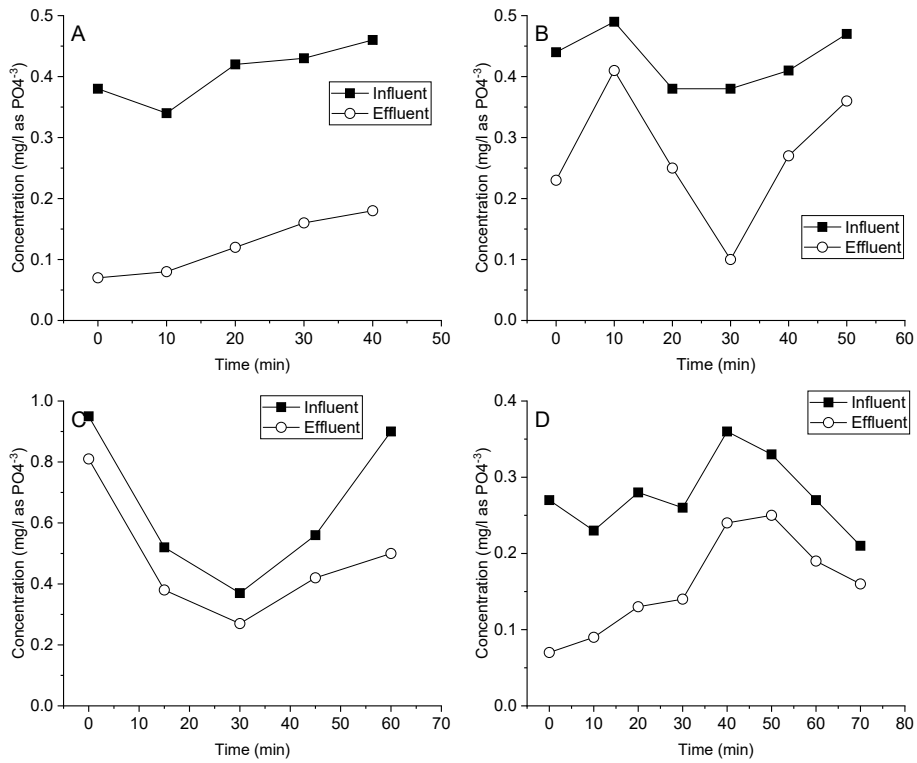 A
Concentration (mg/l as PO4⁻³)
0.5
0.4
0.3
0.2
0.1
0.0
Influent
Effluent
0 10 20 30 40 50
Time (min)
B
Concentration (mg/l as PO4⁻³)
0.5
0.4
0.3
0.2
0.1
0.0
Influent
Effluent
0 10 20 30 40 50 60
Time (min)
C
Concentration (mg/l as PO4⁻³)
1.0
0.8
0.6
0.4
0.2
0.0
Influent
Effluent
0 10 20 30 40 50 60 70
Time (min)
D
Concentration (mg/l as PO4⁻³)
0.4
0.3
0.2
0.1
0.0
Influent
Effluent
0 10 20 30 40 50 60 70 80
Time (min)